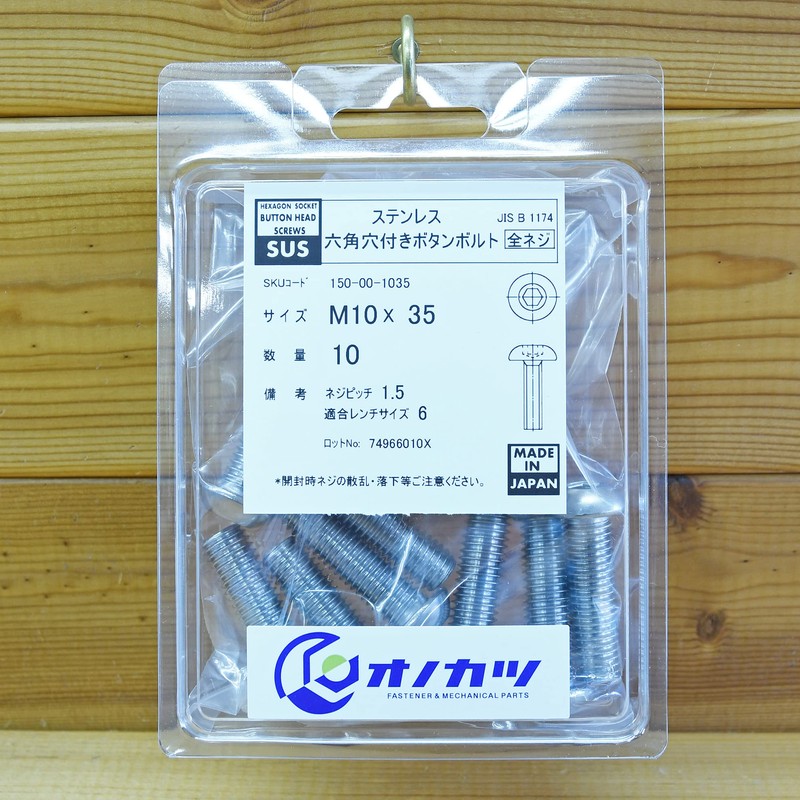 HEXAGON SOCKET
BUTTON HEAD
SCREWS
SUS
ステンレス
JIS B 1174
六角穴付きボタンボルト 全ネジ
SKUコード 150-00-1035
サイズ M10 x 35
数量 10
備考 ネジピッチ 1.5
適合レンチサイズ 6
ロットNo: 74966010X
MADE
IN
JAPAN
*開封時ネジの散乱・落下等ご注意ください。
オノカツ
FASTENER & MECHANICAL PARTS